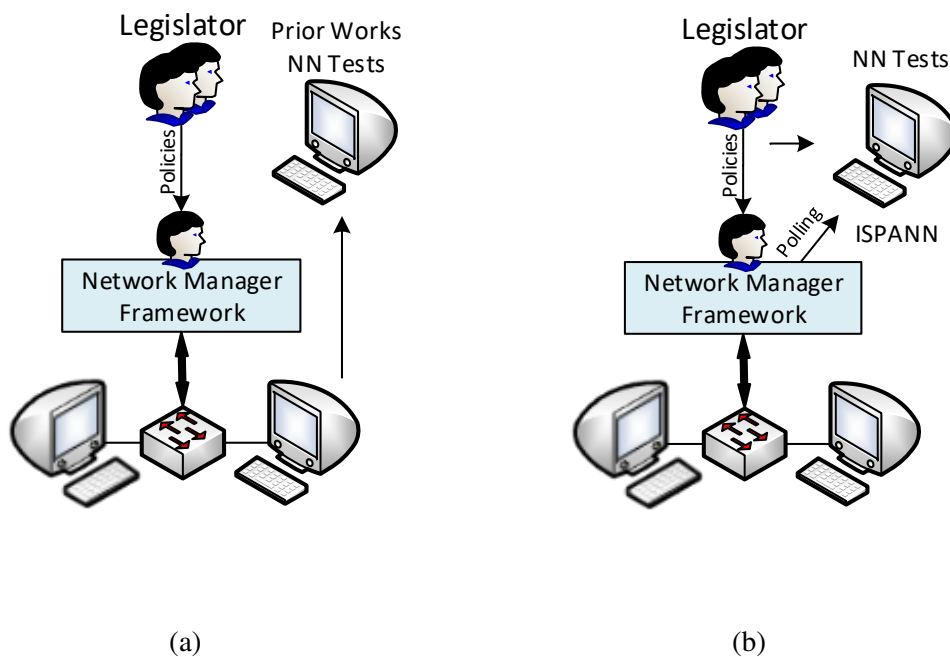 Legislator
Prior Works
NN Tests
Policies
Network Manager
Framework
(a)
Legislator
NN Tests
Policies
Polling
ISPANN
Network Manager
Framework
(b)